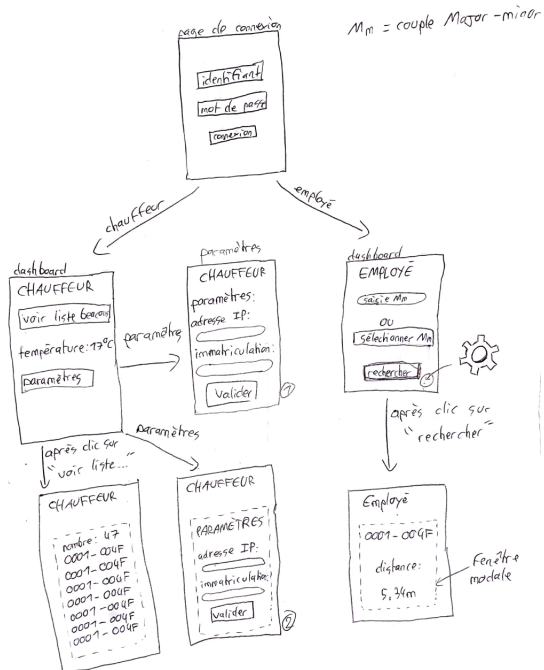 Mm = couple Major-minor
page de connexion
identifiant
mot de passe
connexion
chauffeur
employé
dashboard
CHAUFFEUR
voir liste beacons
température: 17°C
paramètres
paramètre
paramètres
CHAUFFEUR
paramètres:
adresse IP:
immatriculation:
valider
1
dashboard
EMPLOYÉ
saisie Mm
OU
sélectionner Mm
rechercher
après clic sur
"voir liste..."
paramètres
après clic sur
"rechercher"
CHAUFFEUR
nombre: 47
0001-004F
0001-004F
0001-004F
0001-004F
0001-004F
0001-004F
0001-004F
CHAUFFEUR
PARAMÈTRES
adresse IP:
immatriculation:
valider
2
Employé
0001-004F
distance:
5,34m
Fenêtre
modale